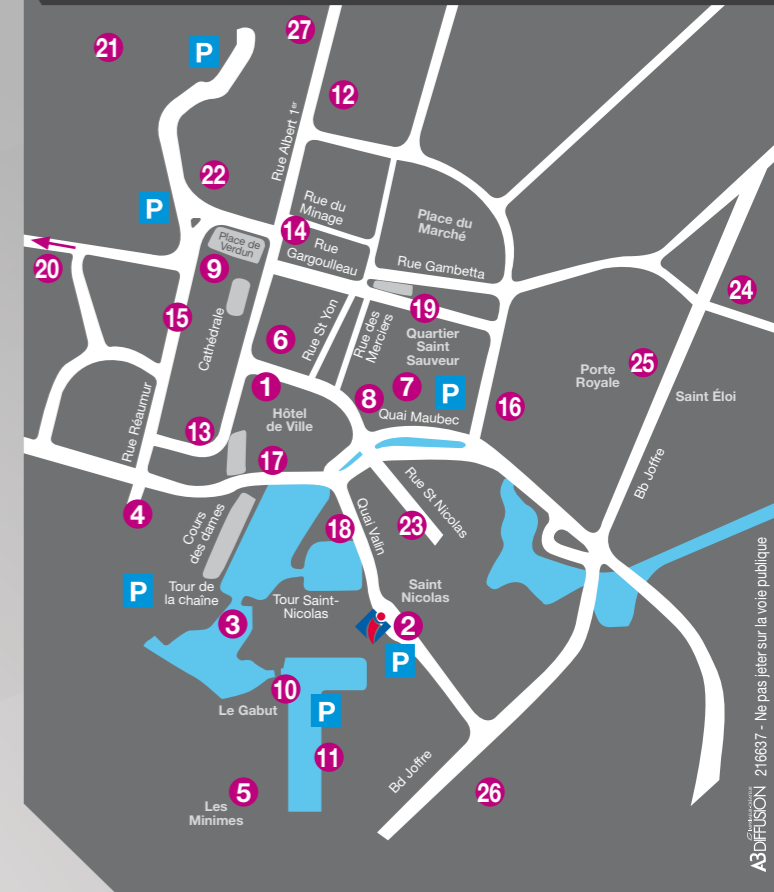 27
P
21
12
Rue Albert 1er
22
P
Rue du
Minage
Place du
Marché
14
Place de
Verdun
Rue
Gargoulleau
Rue Gambetta
20
9
24
19
15
Cathédrale
6
Rue St Yon
Rue des
Merciers
Quartier
Saint
Sauveur
25
Porte
Royale
1
8
7
P
Saint Éloi
16
Hôtel
de Ville
Quai Maubec
Rue Réaumur
13
17
Bb Joffre
Rue St Nicolas
4
Cours
des dames
18
Quai Valin
23
P
Tour de
la chaîne
Tour Saint-
Nicolas
Saint
Nicolas
3
2
P
10
Le Gabut
P
11
Bd Joffre
5
Les
Minimes
26
A3 DIFFUSION 216637 - Ne pas jeter sur la voie publique